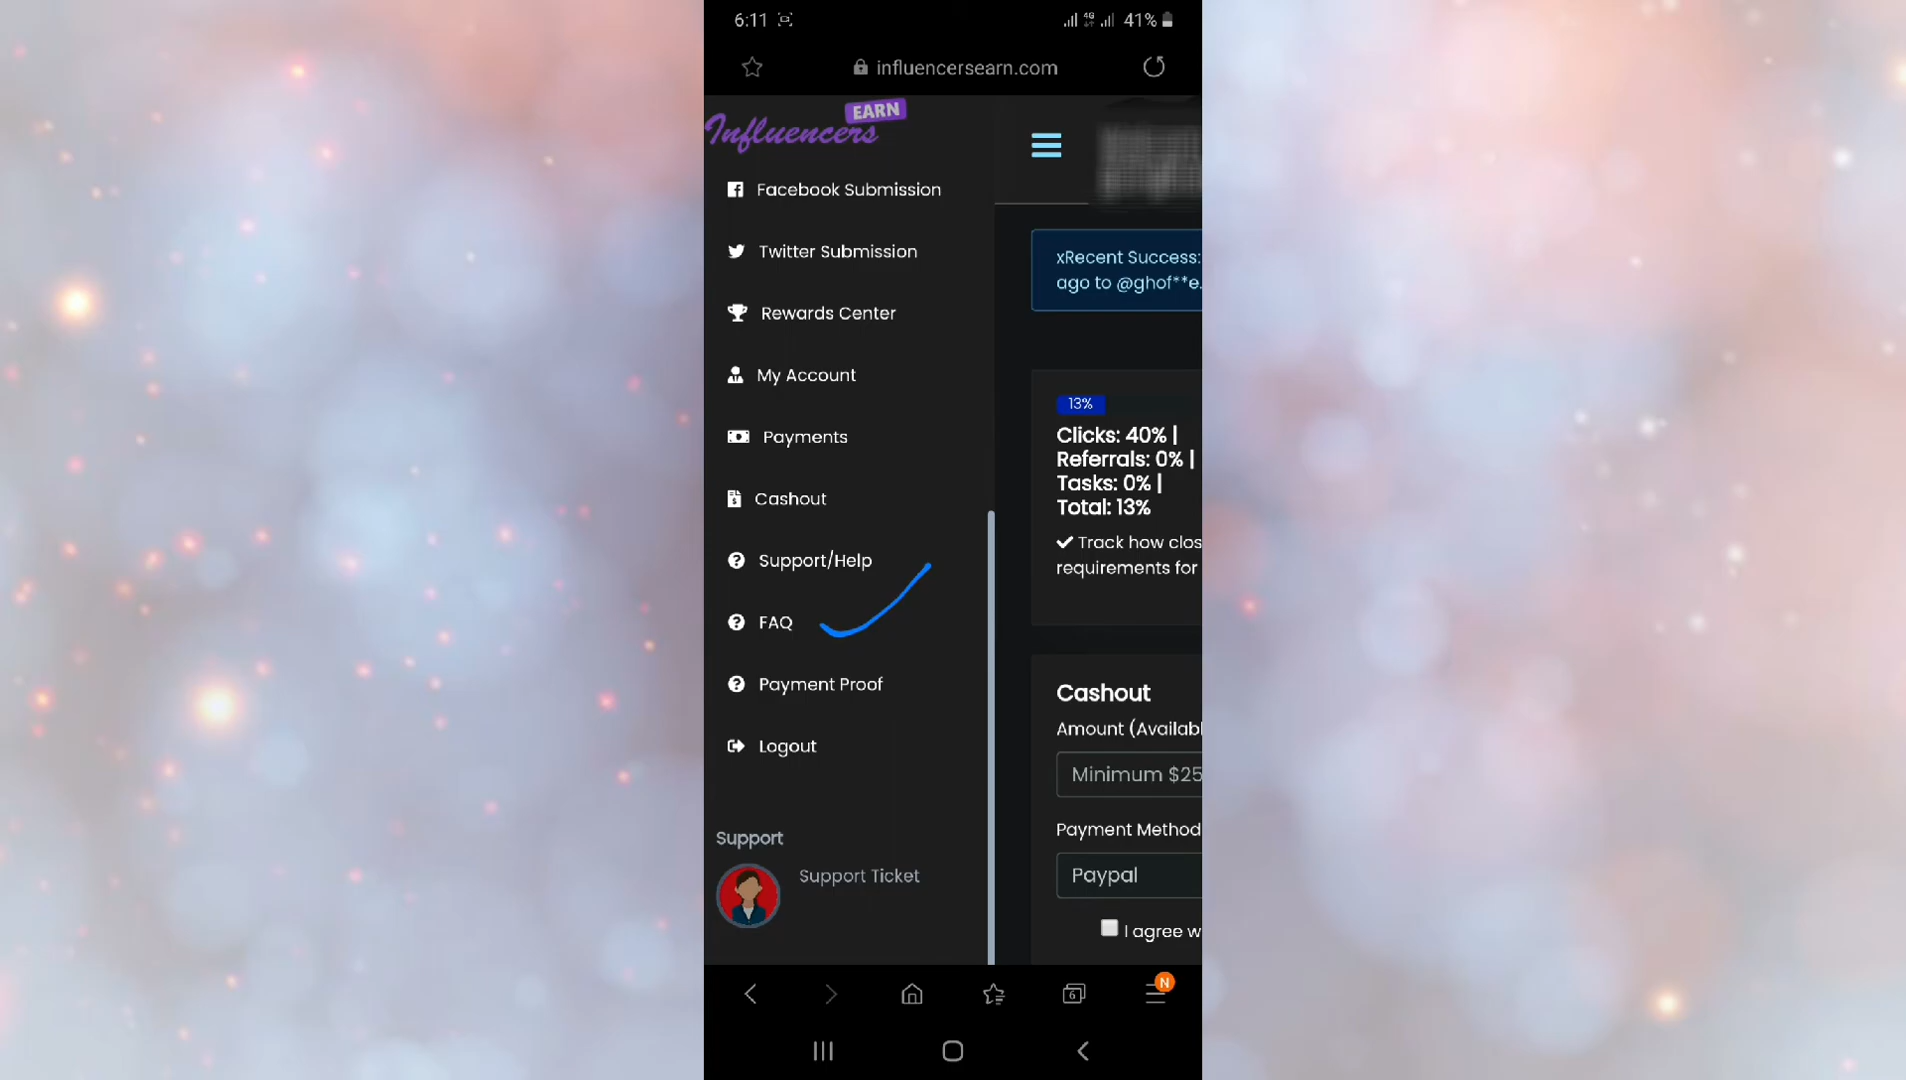 6:11
4G 41%
influencersearn.com
EARN
Influencers
Facebook Submission
Twitter Submission
Rewards Center
My Account
Payments
Cashout
Support/Help
FAQ
Payment Proof
Logout
Support
Support Ticket
xRecent Success:
ago to @ghof**e.
13%
Clicks: 40% |
Referrals: 0% |
Tasks: 0% |
Total: 13%
Track how clos
requirements for
Cashout
Amount (Availab
Minimum $25
Payment Method
Paypal
I agree w
6
N